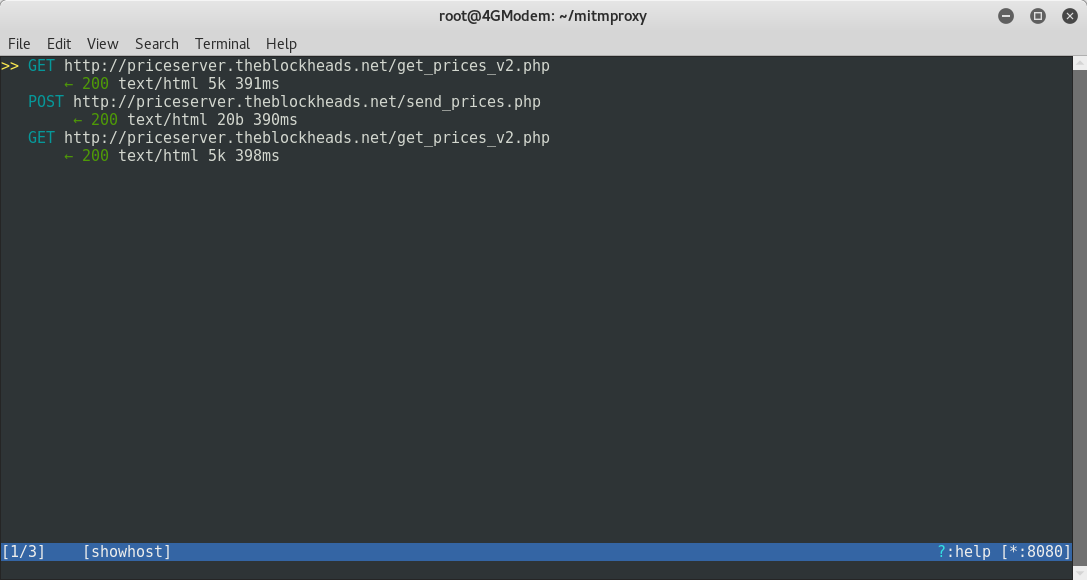 root@4GModem: ~/mitmproxy
File Edit View Search Terminal Help
>> GET http://priceserver.theblockheads.net/get_prices_v2.php
← 200 text/html 5k 391ms
POST http://priceserver.theblockheads.net/send_prices.php
← 200 text/html 20b 390ms
GET http://priceserver.theblockheads.net/get_prices_v2.php
← 200 text/html 5k 398ms
[1/3] [showhost] ?:help [*:8080]